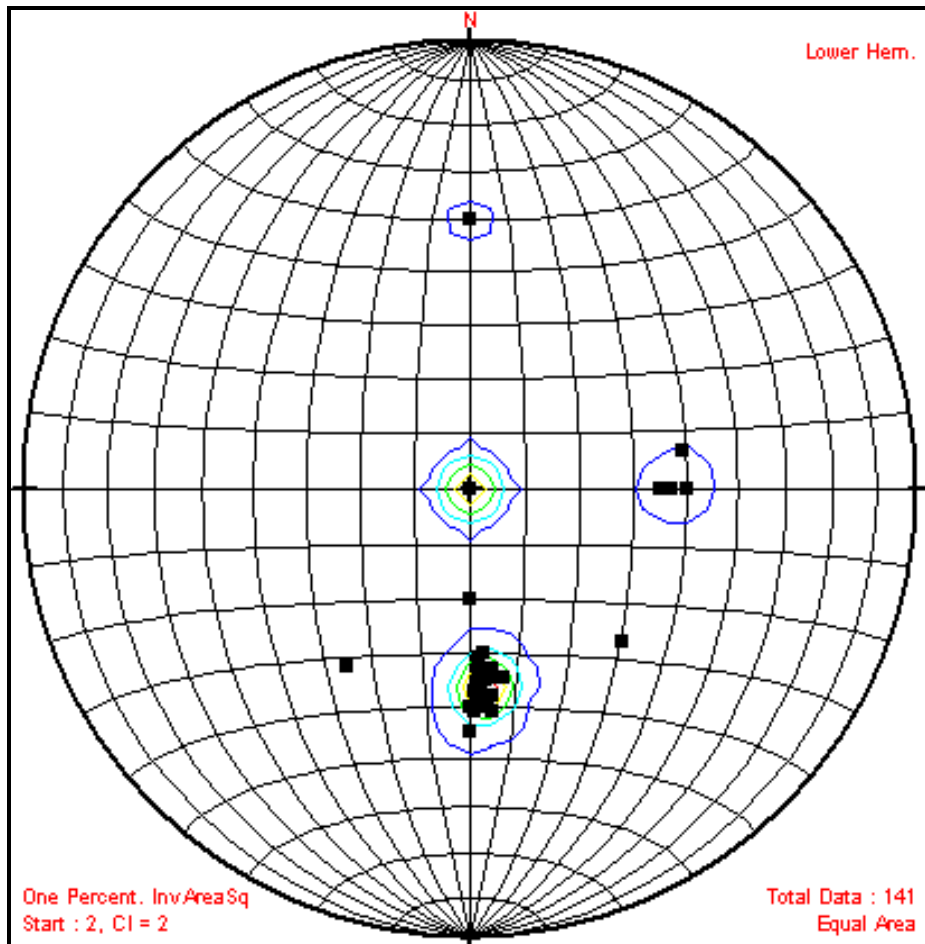 N
Lower Hem.
One Percent. InvAreaSq
Start : 2, CI = 2
Total Data : 141
Equal Area